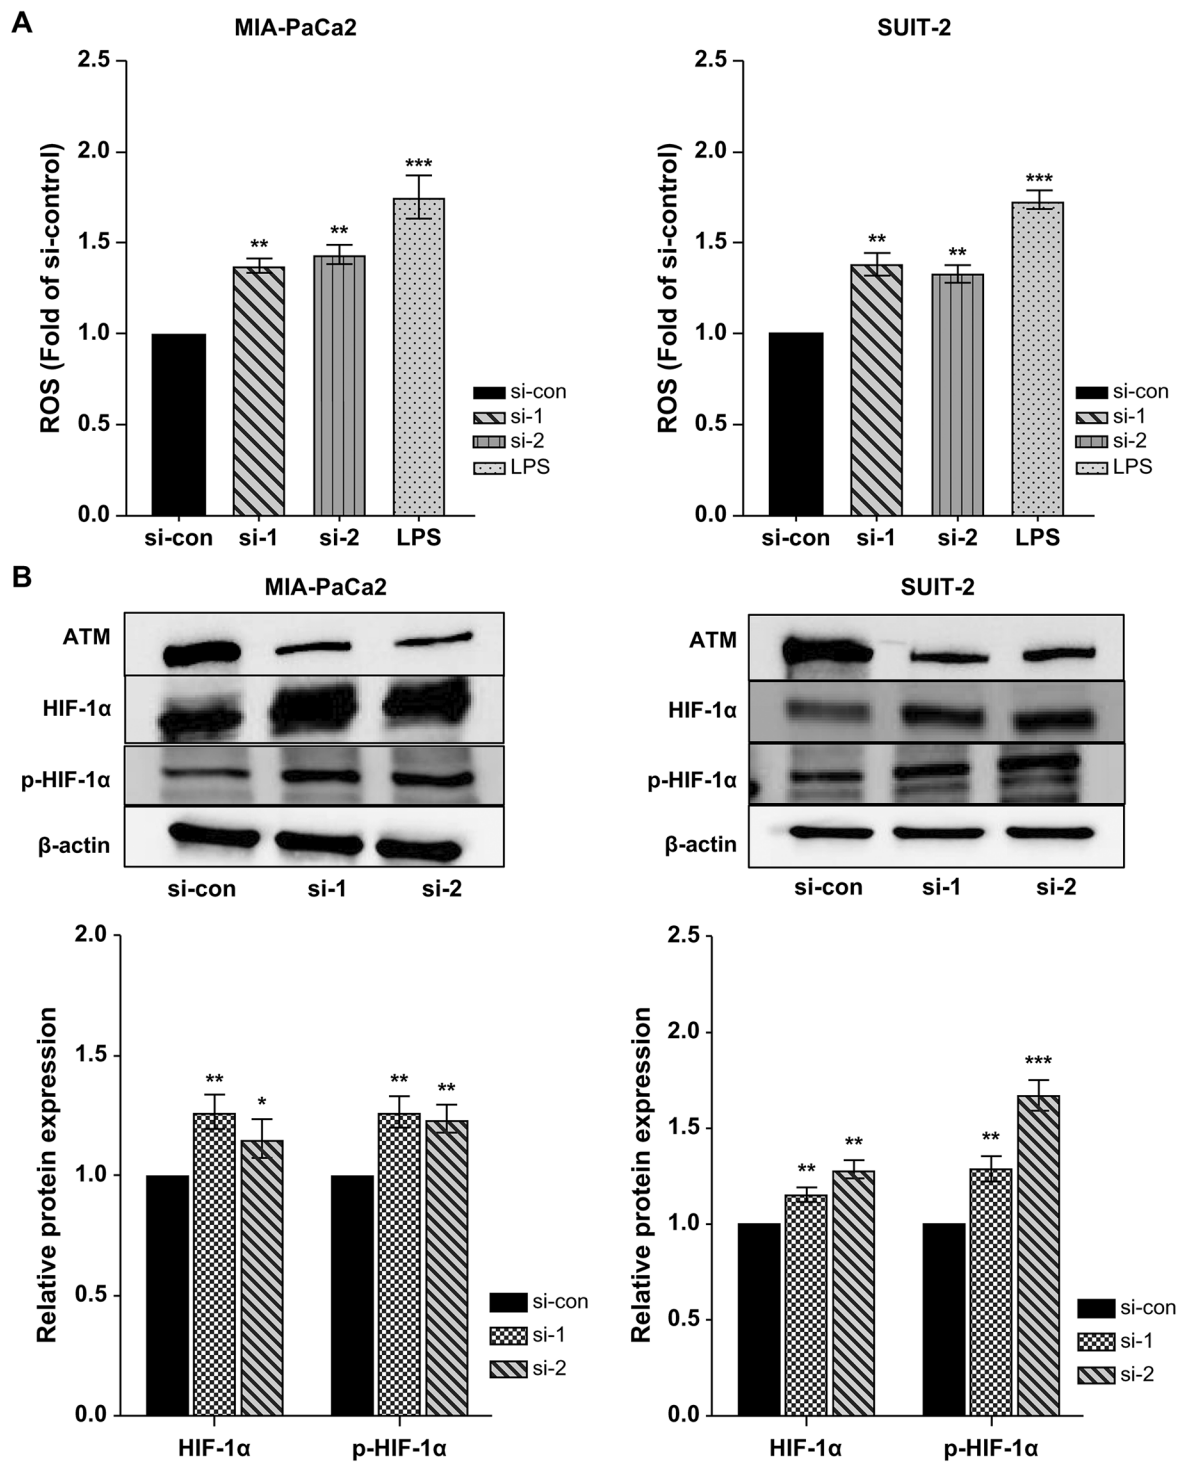 A
MIA-PaCa2
SUIT-2
ROS (Fold of si-control)
2.5
2.0
1.5
1.0
0.5
0.0
***
**
**
si-con
si-1
si-2
LPS
si-con
si-1
si-2
LPS
ROS (Fold of si-control)
2.5
2.0
1.5
1.0
0.5
0.0
***
**
**
si-con
si-1
si-2
LPS
si-con
si-1
si-2
LPS
B
MIA-PaCa2
ATM
HIF-1α
p-HIF-1α
β-actin
si-con si-1 si-2
SUIT-2
ATM
HIF-1α
p-HIF-1α
β-actin
si-con si-1 si-2
Relative protein expression
2.0
1.5
1.0
0.5
0.0
**
*
**
**
si-con
si-1
si-2
HIF-1α
p-HIF-1α
Relative protein expression
2.5
2.0
1.5
1.0
0.5
0.0
**
**
**
***
si-con
si-1
si-2
HIF-1α
p-HIF-1α